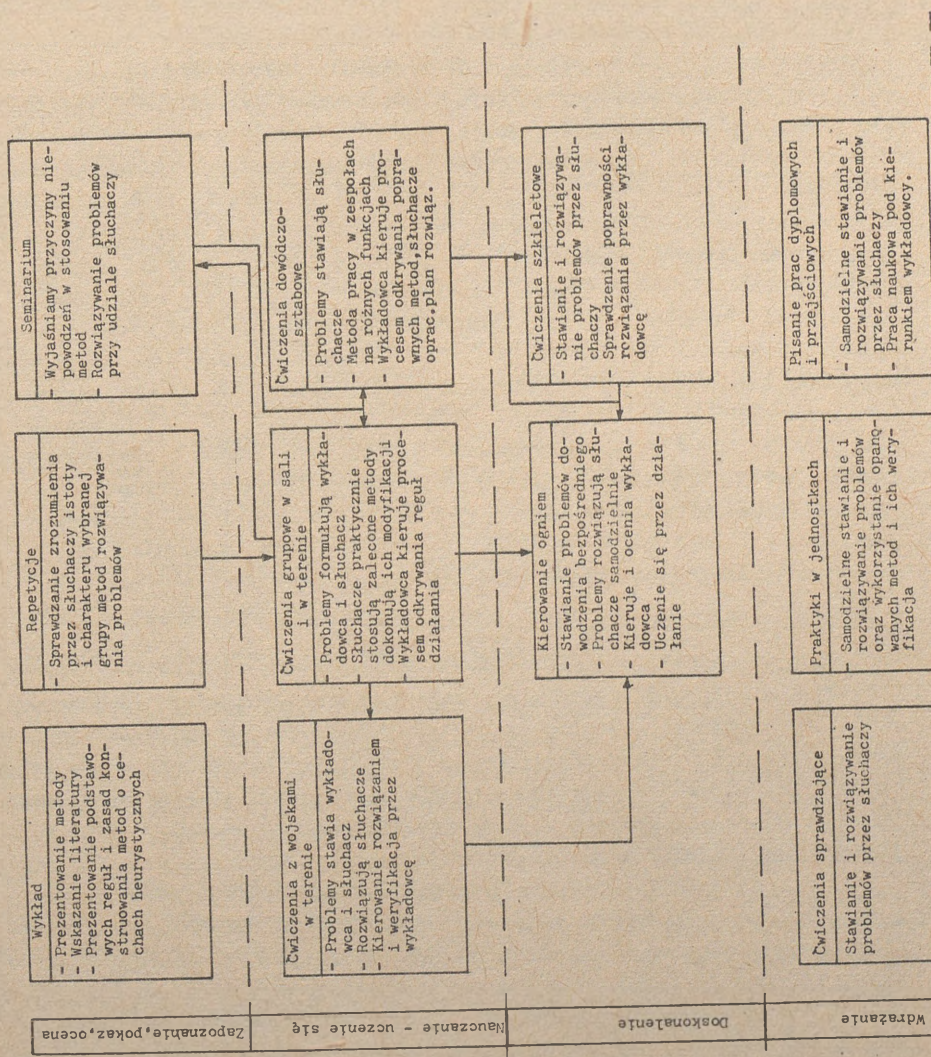 Zapoznanie,pokaz,ocena
Wykład
- Prezentowanie metody
- Wskazanie literatury
- Prezentowanie podstawo-
wych reguł i zasad kon-
struowania metod o ce-
chach heurystycznych
Repetycje
- Sprawdzanie zrozumienia
przez słuchaczy istoty
i charakteru wybranej
grupy metod rozwiązywa-
nia problemów
Seminarium
- Wyjaśniamy przyczyny nie-
powodzeń w stosowaniu
metod
- Rozwiązywanie problemów
przy udziale słuchaczy
Nauczanie - uczenie się
Ćwiczenia z wojskami
w terenie
- Problemy stawia wykłado-
wca i słuchacz
- Rozwiązują słuchacze
- Kierowanie rozwiązaniem
i weryfikacja przez
wykładowcę
Ćwiczenia grupowe w sali
i w terenie
- Problemy formułują wykła-
dowca i słuchacz
- Słuchacze praktycznie
stosują zalecone metody
dokonują ich modyfikacji
- Wykładowca kieruje proce-
sem odkrywania reguł
działania
Ćwiczenia dowódczo-
sztabowe
- Problemy stawiają słu-
chacze
- Metoda pracy w zespołach
na różnych funkcjach
- Wykładowca kieruje pro-
cesem odkrywania popra-
wnych metod,słuchacze
oprac.plan rozwiąz.
Doskonalenie
Kierowanie ogniem
- Stawianie problemów do-
wodzenia bezpośredniego
- Problemy rozwiązują słu-
chacze samodzielnie
- Kieruje i ocenia wykła-
dowca
- Uczenie się przez dzia-
łanie
Ćwiczenia szkieletowe
- Stawianie i rozwiązywa-
nie problemów przez słu-
chaczy
- Sprawdzenie poprawności
rozwiązania przez wykła-
dowcę
Wdrażanie
Ćwiczenia sprawdzające
Stawianie i rozwiązywanie
problemów przez słuchaczy
Praktyki w jednostkach
- Samodzielne stawianie i
rozwiązywanie problemów
oraz wykorzystanie opano-
wanych metod i ich wery-
fikacja
Pisanie prac dyplomowych
i przejściowych
- Samodzielne stawianie i
rozwiązywanie problemów
przez słuchaczy
- Praca naukowa pod kie-
runkiem wykładowcy.